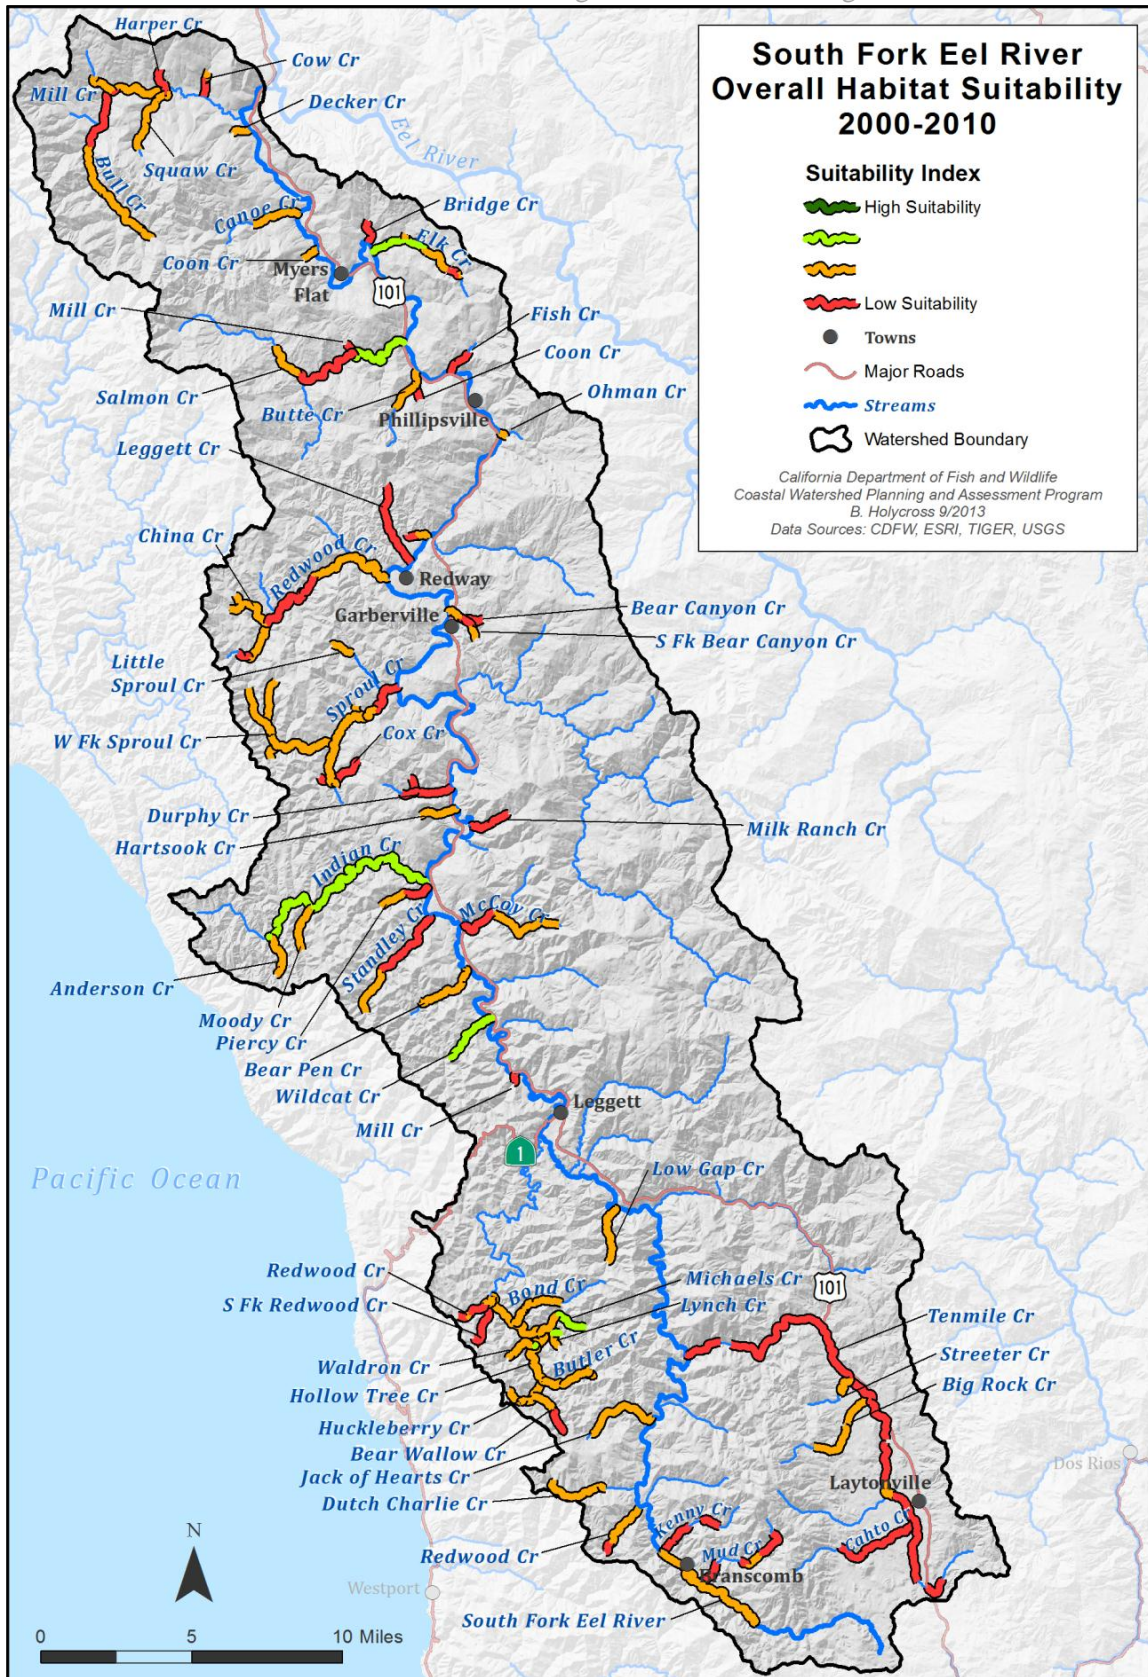 South Fork Eel River
Overall Habitat Suitability
2000-2010
Suitability Index
High Suitability
Low Suitability
Towns
Major Roads
Streams
Watershed Boundary
California Department of Fish and Wildlife
Coastal Watershed Planning and Assessment Program
B. Holycross 9/2013
Data Sources: CDFW, ESRI, TIGER, USGS
Harper Cr
Cow Cr
Mill Cr
Decker Cr
Eel River
Squaw Cr
Bull Cr
Canoe Cr
Bridge Cr
Elk Cr
Coon Cr
Myers
Flat
101
Mill Cr
Fish Cr
Coon Cr
Salmon Cr
Butte Cr
Phillipsville
Ohman Cr
Leggett Cr
China Cr
Redwood Cr
Redway
Garberville
Bear Canyon Cr
S Fk Bear Canyon Cr
Little
Sproul Cr
Sproul Cr
W Fk Sproul Cr
Cox Cr
Durphy Cr
Hartsook Cr
Milk Ranch Cr
Indian Cr
McCoy Cr
Standley Cr
Anderson Cr
Moody Cr
Piercy Cr
Bear Pen Cr
Wildcat Cr
Mill Cr
Leggett
1
Pacific Ocean
Low Gap Cr
Redwood Cr
Bond Cr
Michaels Cr
101
S Fk Redwood Cr
Lynch Cr
Tenmile Cr
Waldron Cr
Butler Cr
Streeter Cr
Hollow Tree Cr
Big Rock Cr
Huckleberry Cr
Bear Wallow Cr
Jack of Hearts Cr
Dos Rios
Laytonville
Dutch Charlie Cr
Kenny Cr
Cahto Cr
Mud Cr
Redwood Cr
Branscomb
Westport
South Fork Eel River
N
0 5 10 Miles